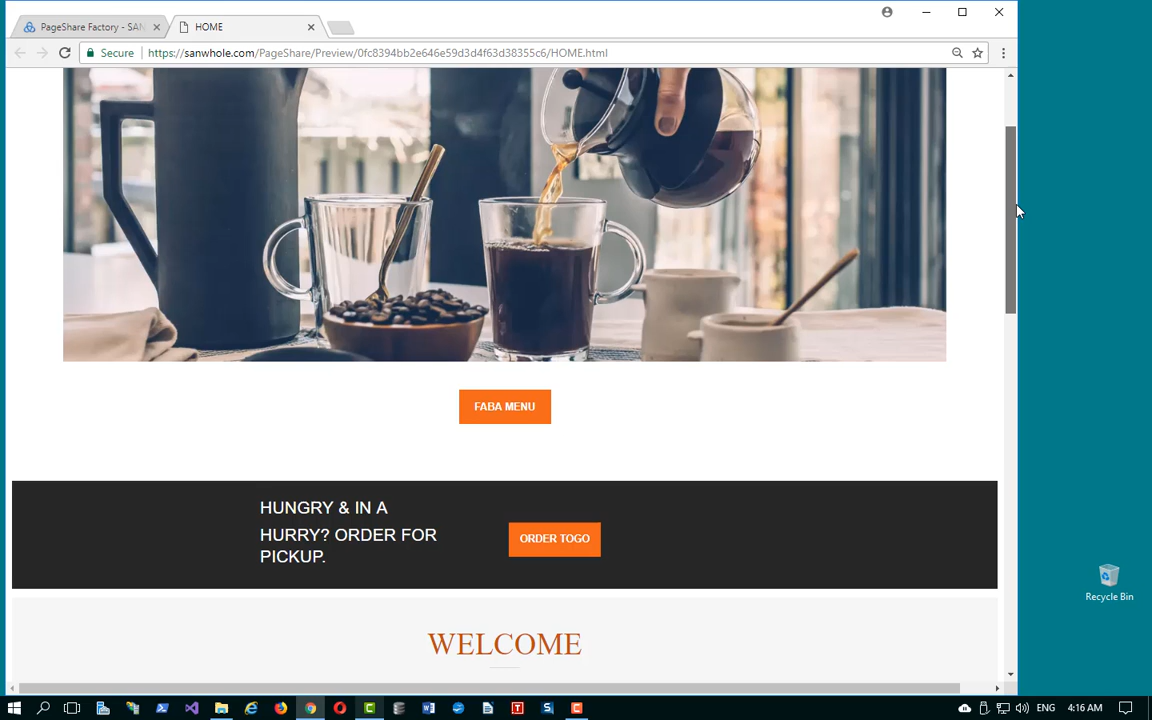 PageShare Factory - SAN
HOME
Secure
https://sanwhole.com/PageShare/Preview/0fc8394bb2e646e59d3d4f63d38355c6/HOME.html
FABA MENU
HUNGRY & IN A
HURRY? ORDER FOR
PICKUP.
ORDER TOGO
WELCOME
Recycle Bin
ENG
4:16 AM